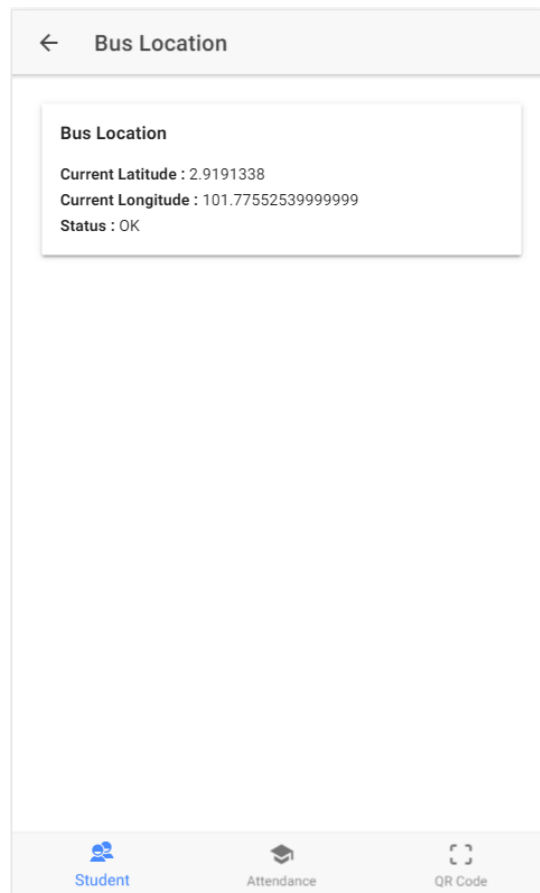 Bus Location
Bus Location
Current Latitude : 2.9191338
Current Longitude : 101.77552539999999
Status : OK
Student Attendance QR Code